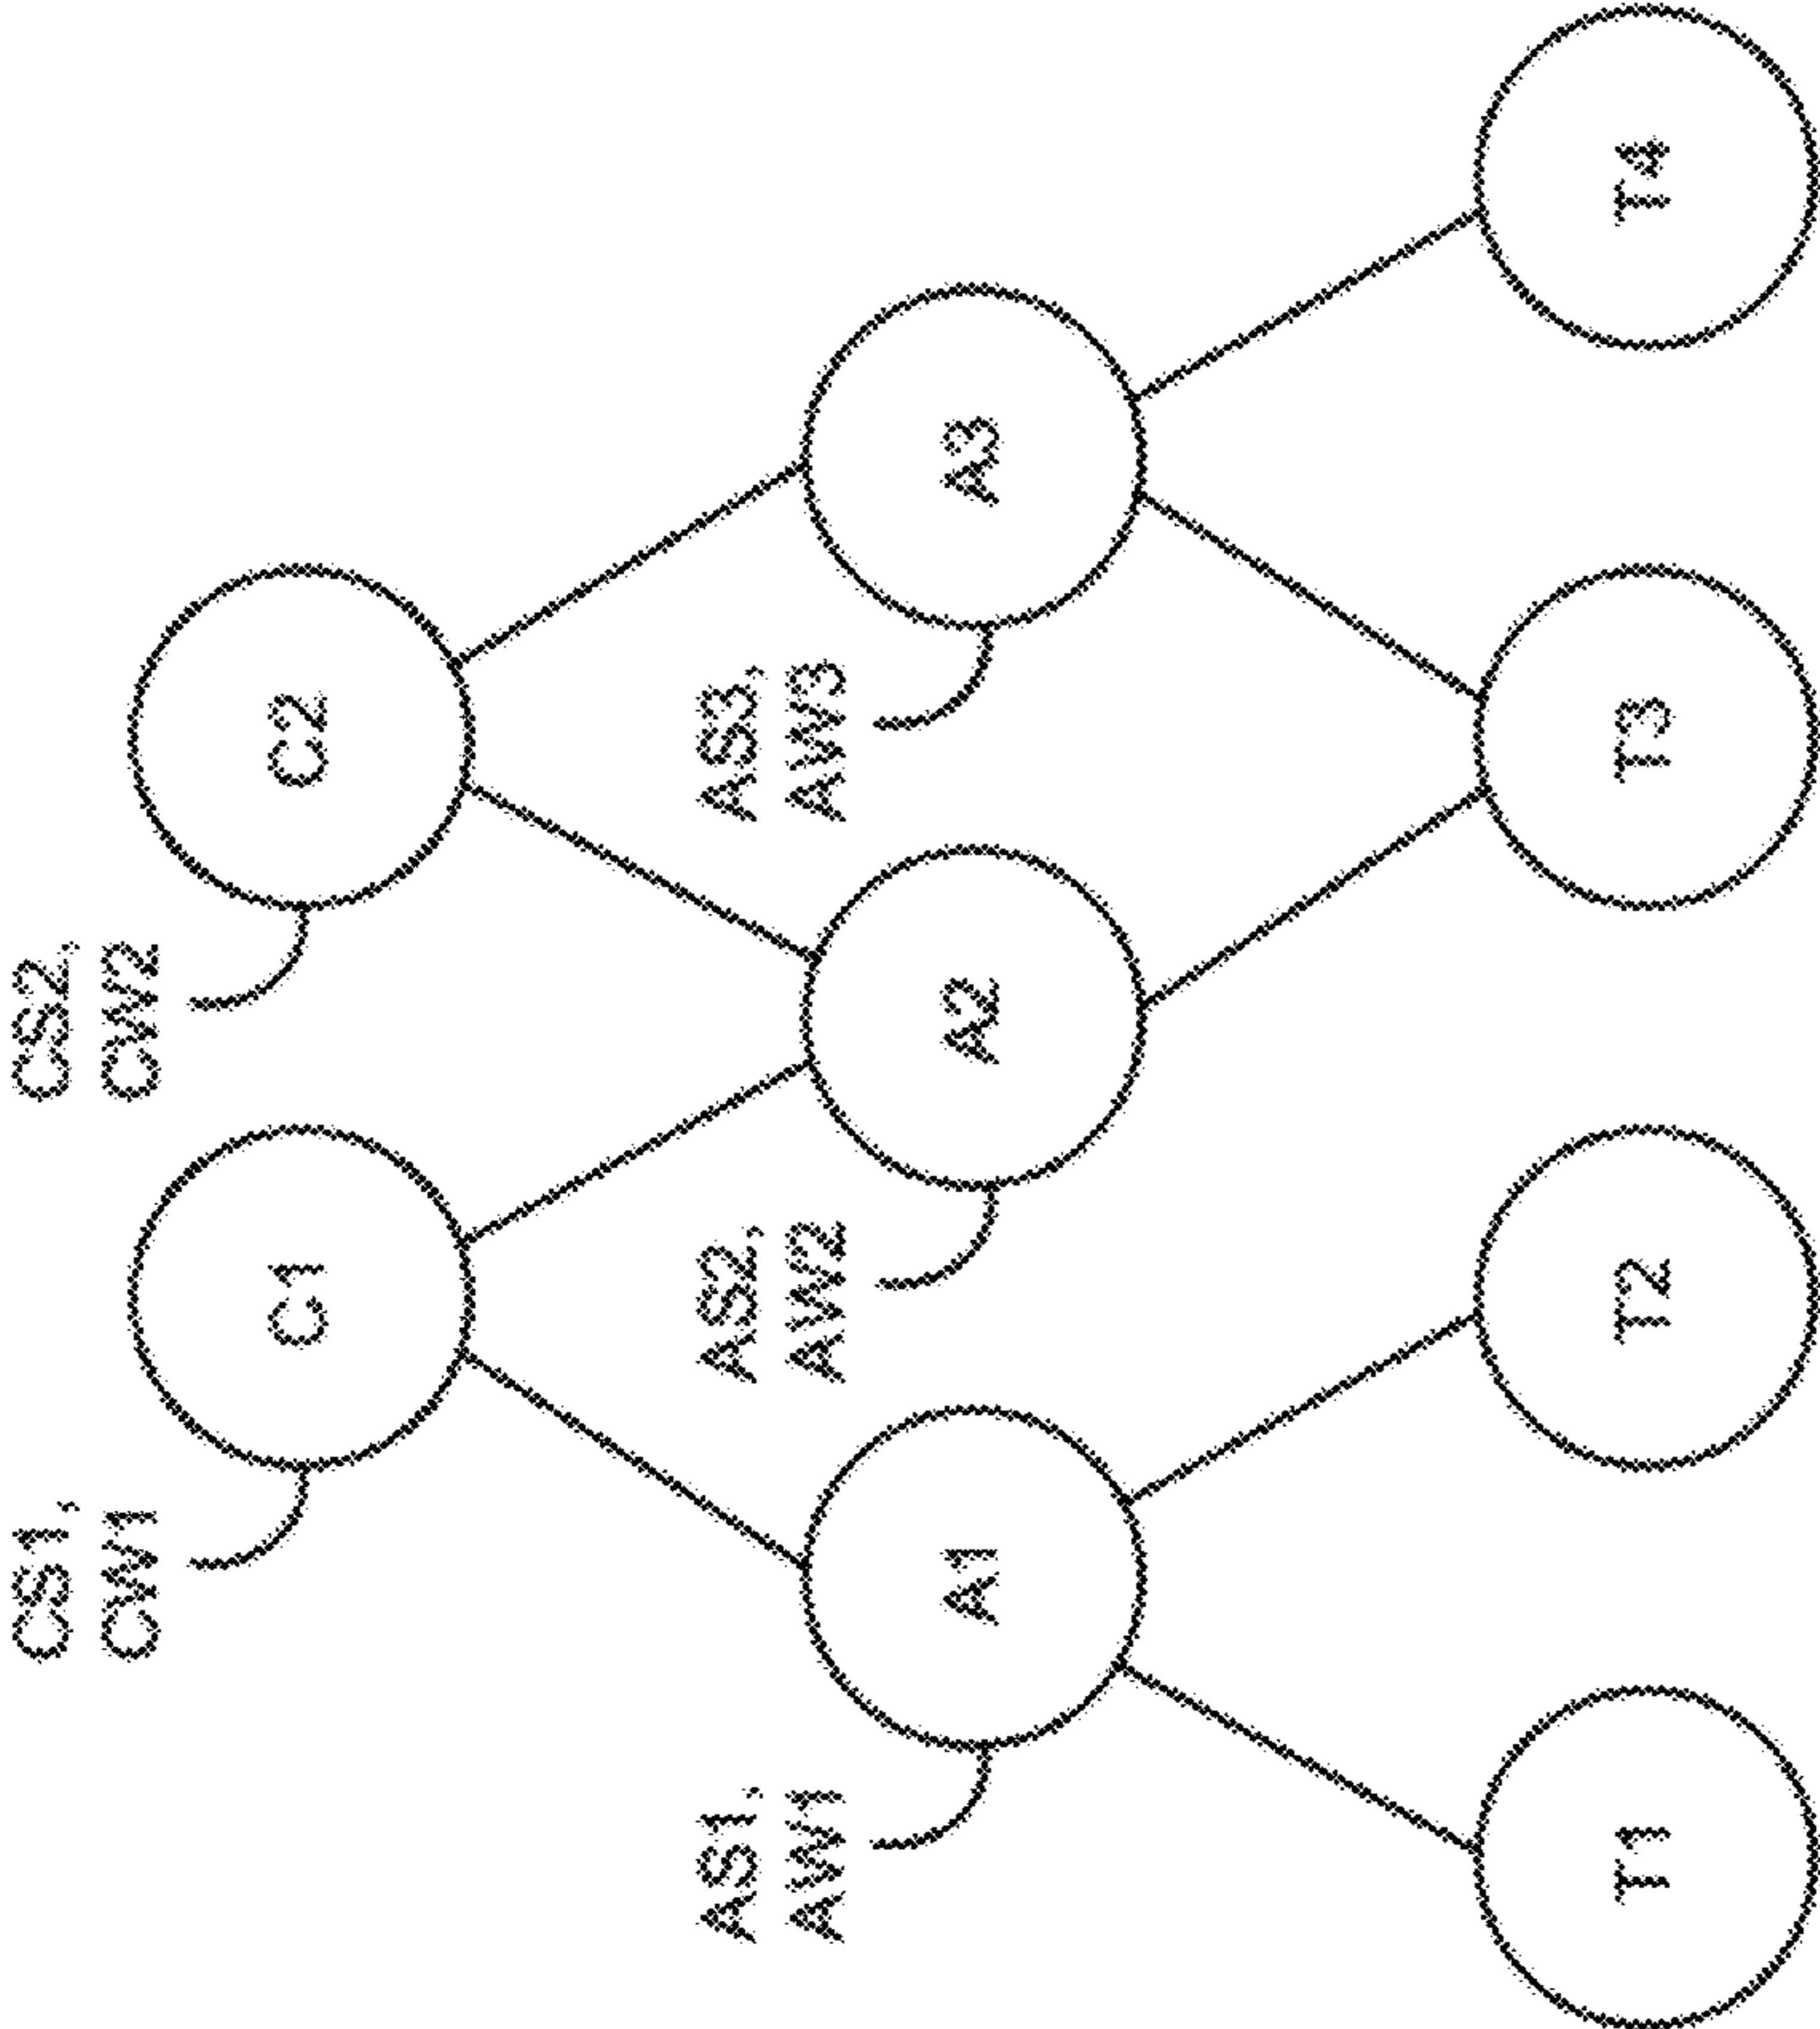 CS1,
CW1
CS2,
CW2
C1
C2
AS1,
AW1
AS2,
AW2
AS3,
AW3
A1
A2
A3
T1
T2
T3
T4